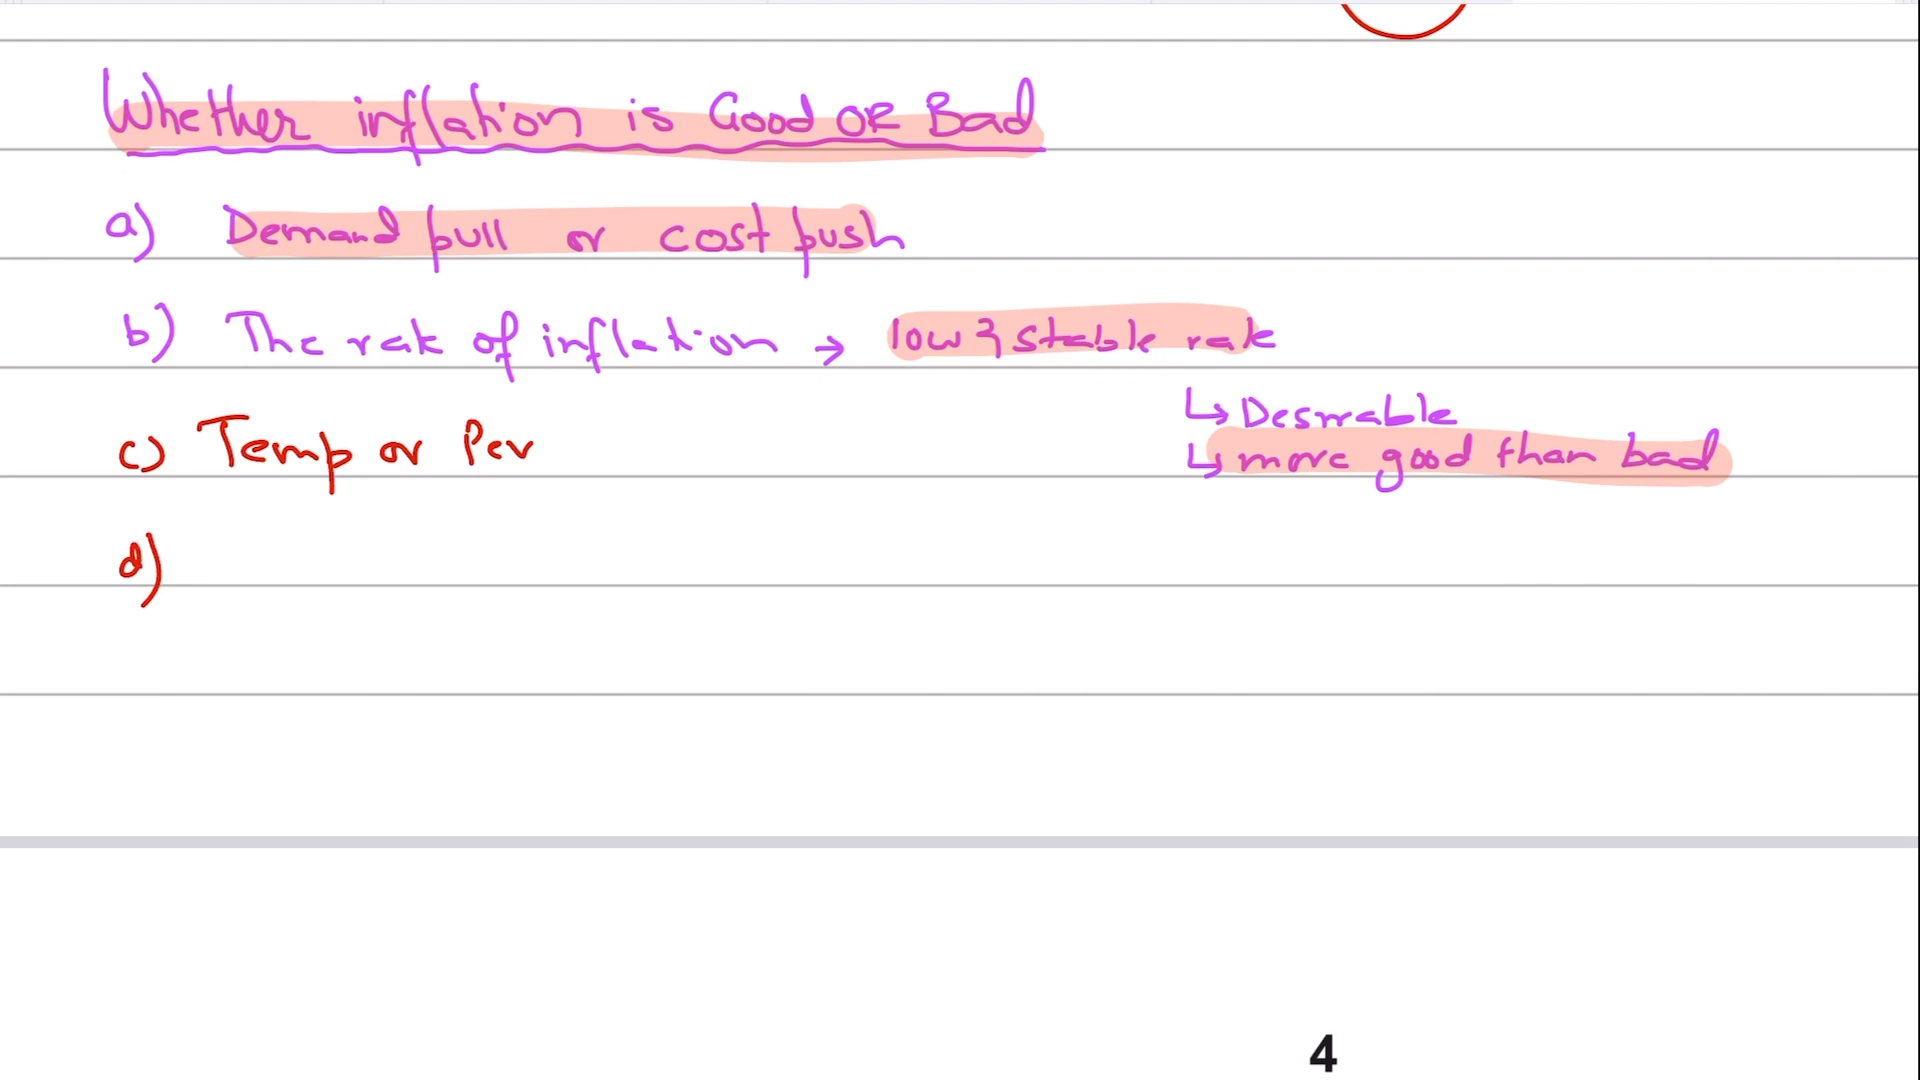 Whether inflation is Good OR Bad
a) Demand pull or cost push
b) The rate of inflation → low & stable rate
↳ Desirable
↳ more good than bad
c) Temp or Per
d)
4